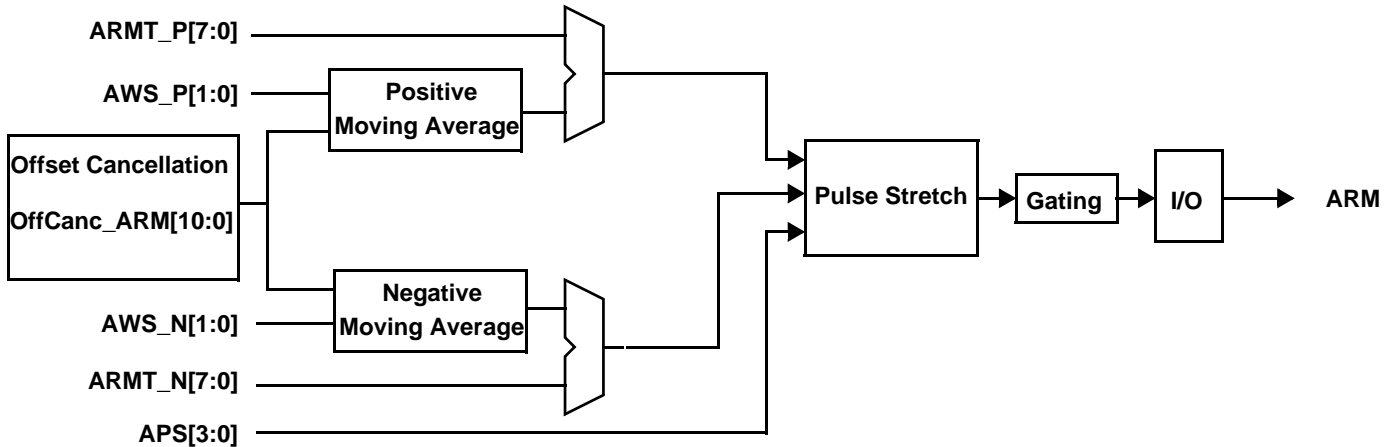 ARMT_P[7:0]
AWS_P[1:0]
Positive
Moving Average
Offset Cancellation
OffCanc_ARM[10:0]
Pulse Stretch
Gating
I/O
ARM
Negative
Moving Average
AWS_N[1:0]
ARMT_N[7:0]
APS[3:0]